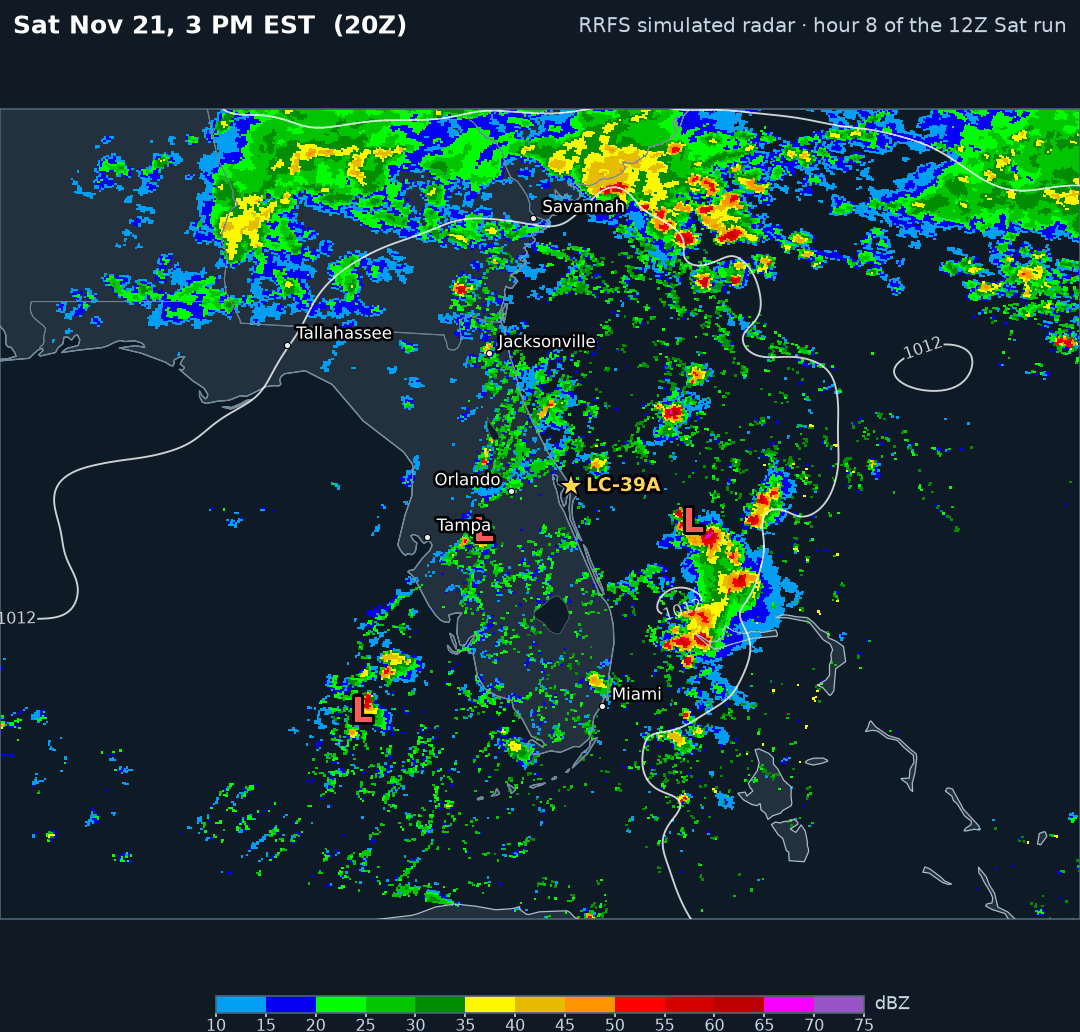 Sat Nov 21, 3 PM EST (20Z)
RRFS simulated radar · hour 8 of the 12Z Sat run
Savannah
Tallahassee
Jacksonville
1012
Orlando
LC-39A
Tampa
L
L
1012
1012
Miami
L
dBZ
10 15 20 25 30 35 40 45 50 55 60 65 70 75